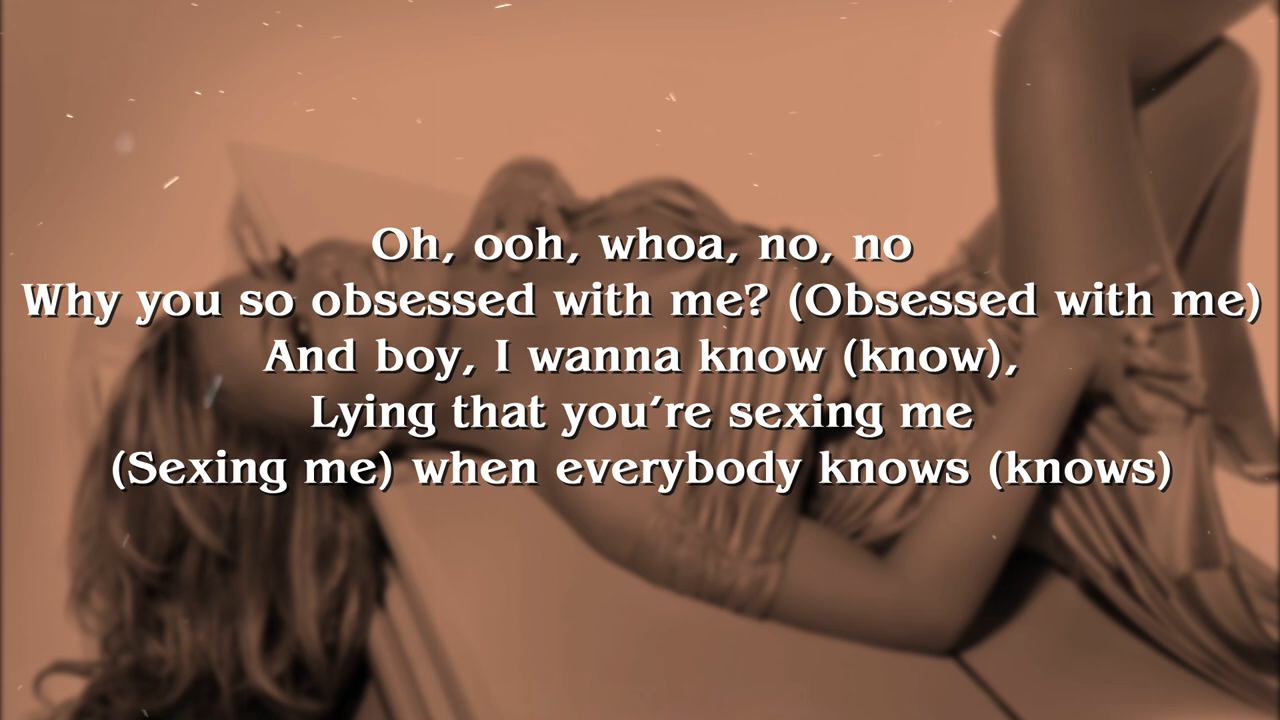 Oh, ooh, whoa, no, no
Why you so obsessed with me? (Obsessed with me)
And boy, I wanna know (know),
Lying that you're sexing me
(Sexing me) when everybody knows (knows)